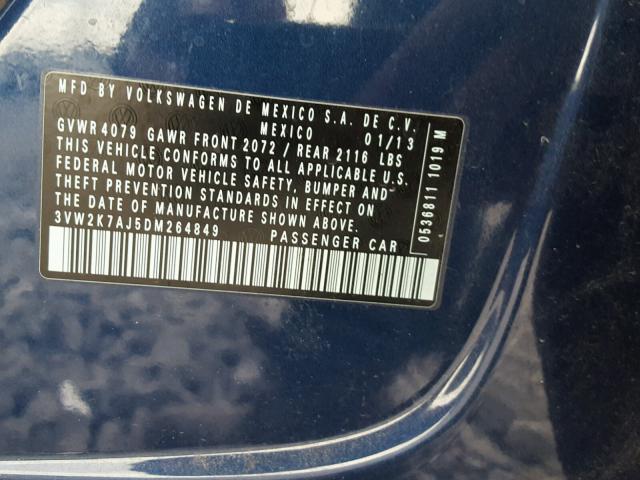 MFD BY VOLKSWAGEN DE MEXICO S.A. DE C.V.
MEXICO 01/13
GVWR 4079 GAWR FRONT 2072 / REAR 2116 LBS
THIS VEHICLE CONFORMS TO ALL APPLICABLE U.S.
FEDERAL MOTOR VEHICLE SAFETY, BUMPER AND
THEFT PREVENTION STANDARDS IN EFFECT ON
THE DATE OF MANUFACTURE SHOWN ABOVE.
3VW2K7AJ5DM264849 PASSENGER CAR
0536811 1019 M